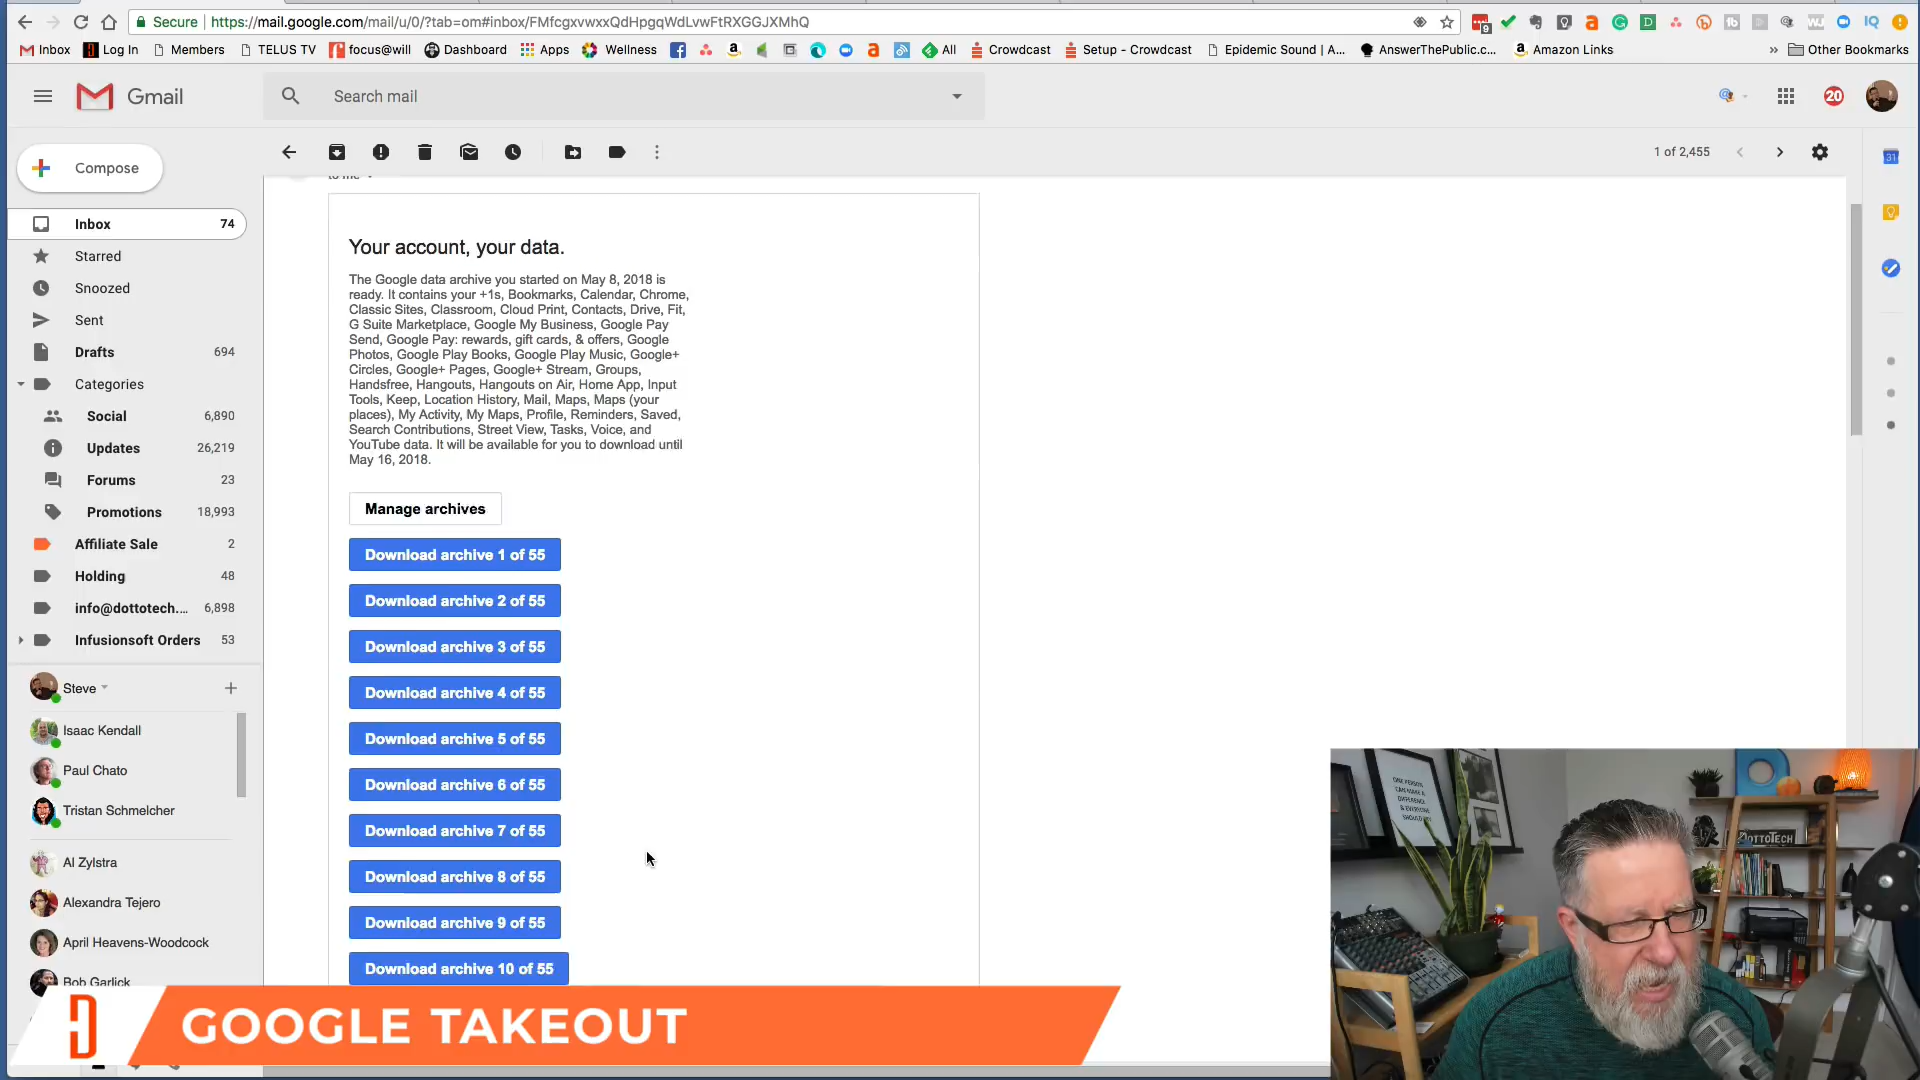 Secure
https://mail.google.com/mail/u/0/?tab=om#inbox/FMfcgxvwxxQdHpgqWdLvwFtRXGGJXMhQ
Inbox
Log In
Members
TELUS TV
focus@will
Dashboard
Apps
Wellness
All
Crowdcast
Setup - Crowdcast
Epidemic Sound | A...
AnswerThePublic.c...
Amazon Links
»
Other Bookmarks
Gmail
Search mail
20
Compose
1 of 2,455
31
Inbox 74
Starred
Snoozed
Sent
Drafts 694
Categories
Social 6,890
Updates 26,219
Forums 23
Promotions 18,993
Affiliate Sale 2
Holding 48
info@dottotech.... 6,898
Infusionsoft Orders 53
Steve
Isaac Kendall
Paul Chato
Tristan Schmelcher
Al Zylstra
Alexandra Tejero
April Heavens-Woodcock
Bob Garlick
to me
Your account, your data.
The Google data archive you started on May 8, 2018 is
ready. It contains your +1s, Bookmarks, Calendar, Chrome,
Classic Sites, Classroom, Cloud Print, Contacts, Drive, Fit,
G Suite Marketplace, Google My Business, Google Pay
Send, Google Pay: rewards, gift cards, & offers, Google
Photos, Google Play Books, Google Play Music, Google+
Circles, Google+ Pages, Google+ Stream, Groups,
Handsfree, Hangouts, Hangouts on Air, Home App, Input
Tools, Keep, Location History, Mail, Maps, Maps (your
places), My Activity, My Maps, Profile, Reminders, Saved,
Search Contributions, Street View, Tasks, Voice, and
YouTube data. It will be available for you to download until
May 16, 2018.
Manage archives
Download archive 1 of 55
Download archive 2 of 55
Download archive 3 of 55
Download archive 4 of 55
Download archive 5 of 55
Download archive 6 of 55
Download archive 7 of 55
Download archive 8 of 55
Download archive 9 of 55
Download archive 10 of 55
ONE PERSON
CAN MAKE A
DIFFERENCE
& EVERYONE
SHOULD
DOTTOTECH
GOOGLE TAKEOUT